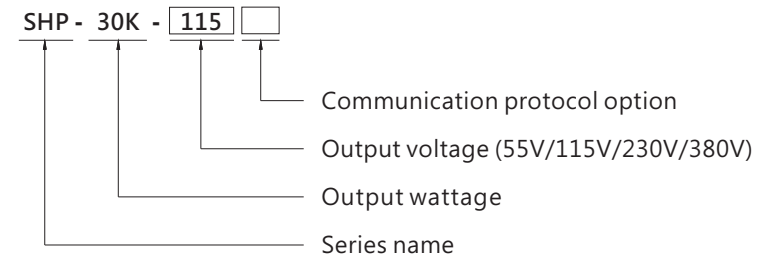 SHP - 30K - 115
Communication protocol option
Output voltage (55V/115V/230V/380V)
Output wattage
Series name